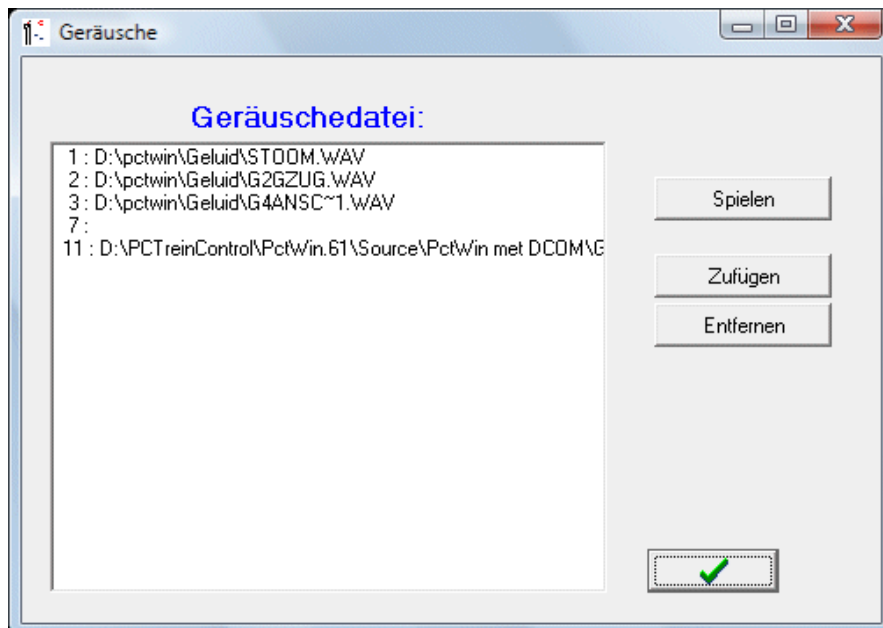 Geräusche
Geräuschedatei:
1 : D:\pctwin\Geluid\STOOM.WAV
2 : D:\pctwin\Geluid\G2GZUG.WAV
3 : D:\pctwin\Geluid\G4ANSC~1.WAV
7 :
11 : D:\PCTreinControl\PctWin.61\Source\PctWin met DCOM\G
Spielen
Zufügen
Entfernen